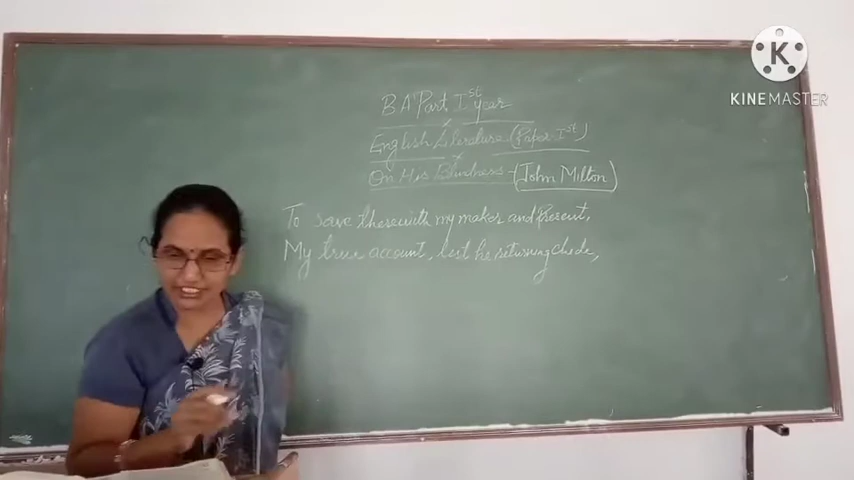 BA Part Ist year
English Literature (Paper-Ist)
On His Blindness - (John Milton)
To serve therewith my maker and Present,
My true account, lest he returning chide,
KINEMASTER